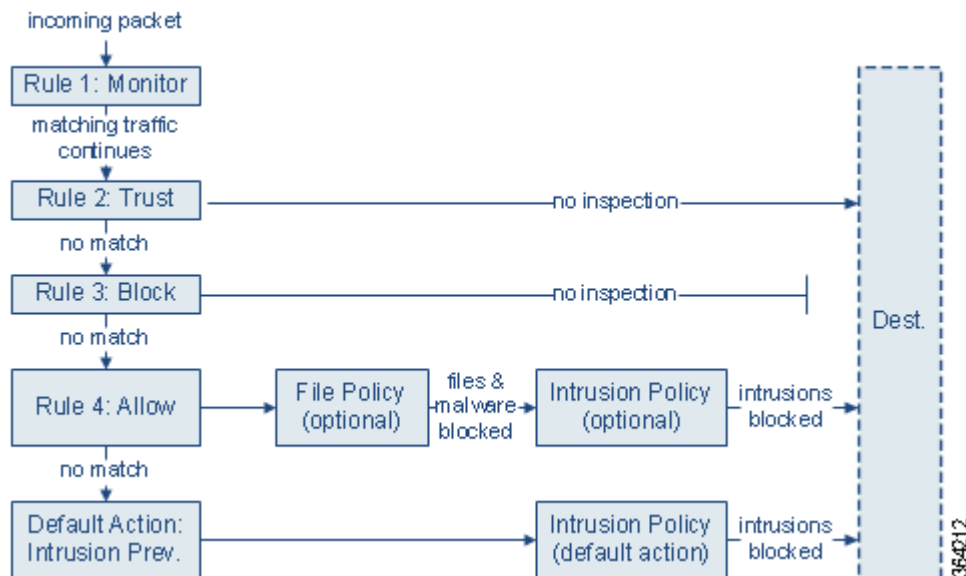 incoming packet
Rule 1: Monitor
matching traffic
continues
Rule 2: Trust
no inspection
no match
Rule 3: Block
no inspection
no match
Dest.
Rule 4: Allow
File Policy
(optional)
files &
malware
blocked
Intrusion Policy
(optional)
intrusions
blocked
no match
Default Action:
Intrusion Prev.
Intrusion Policy
(default action)
intrusions
blocked
364212